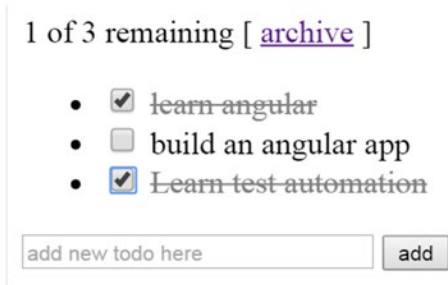 1 of 3 remaining [ archive ]
learn angular
build an angular app
Learn test automation
add new todo here add